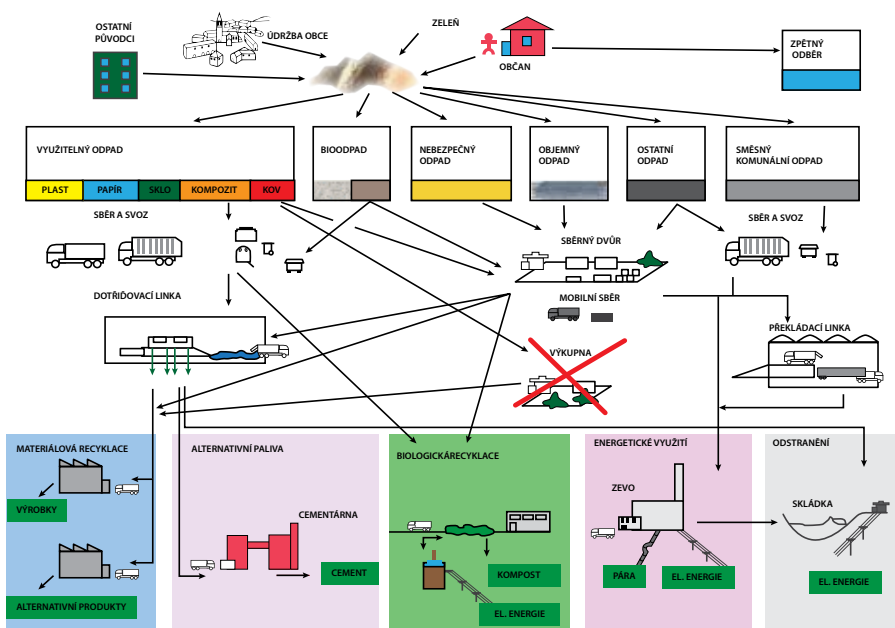 OSTATNÍ
PŮVODCI
ÚDRŽBA OBCE
ZELEŇ
OBČAN
ZPĚTNÝ
ODBĚR
VYUŽITELNÝ ODPAD
PLAST
PAPÍR
SKLO
KOMPOZIT
KOV
BIOODPAD
NEBEZPEČNÝ
ODPAD
OBJEMNÝ
ODPAD
OSTATNÍ
ODPAD
SMĚSNÝ
KOMUNÁLNÍ ODPAD
SBĚR A SVOZ
SBĚRNÝ DVŮR
SBĚR A SVOZ
DOTŘIĎOVACÍ LINKA
MOBILNÍ SBĚR
PŘEKLÁDACÍ LINKA
VÝKUPNA
MATERIÁLOVÁ RECYKLACE
VÝROBKY
ALTERNATIVNÍ PRODUKTY
ALTERNATIVNÍ PALIVA
CEMENTÁRNA
CEMENT
BIOLOGICKÁRECYKLACE
KOMPOST
EL. ENERGIE
ENERGETICKÉ VYUŽITÍ
ZEVO
PÁRA
EL. ENERGIE
ODSTRANĚNÍ
SKLÁDKA
EL. ENERGIE